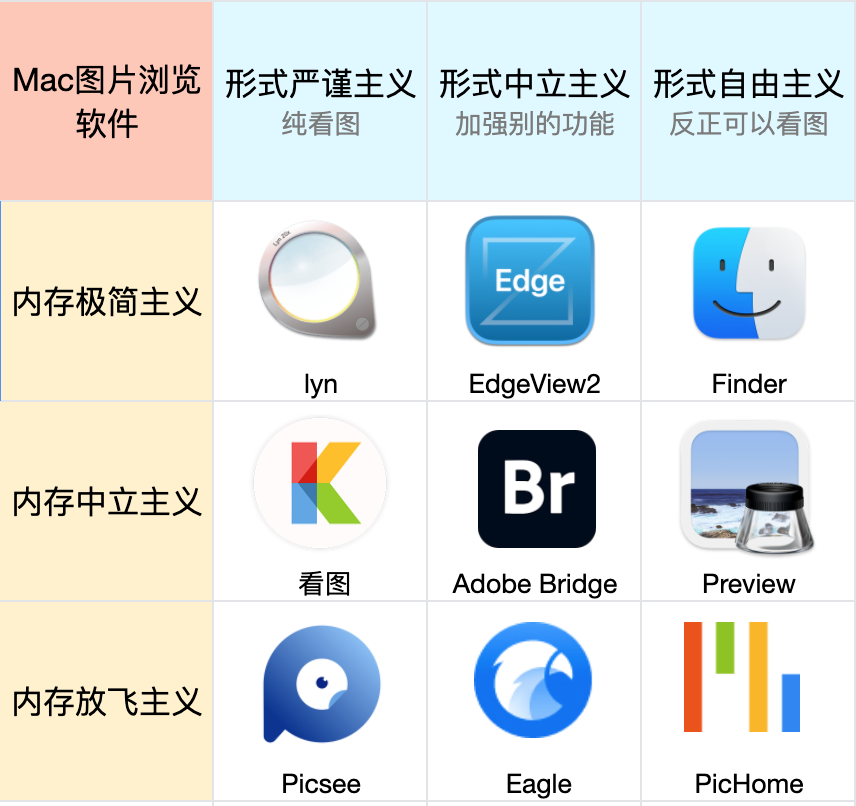 Mac图片浏览
软件
形式严谨主义
纯看图
形式中立主义
加强别的功能
形式自由主义
反正可以看图
内存极简主义
Lyn 20x
lyn
Edge
EdgeView2
Finder
内存中立主义
看图
Br
Adobe Bridge
Preview
内存放飞主义
Picsee
Eagle
PicHome